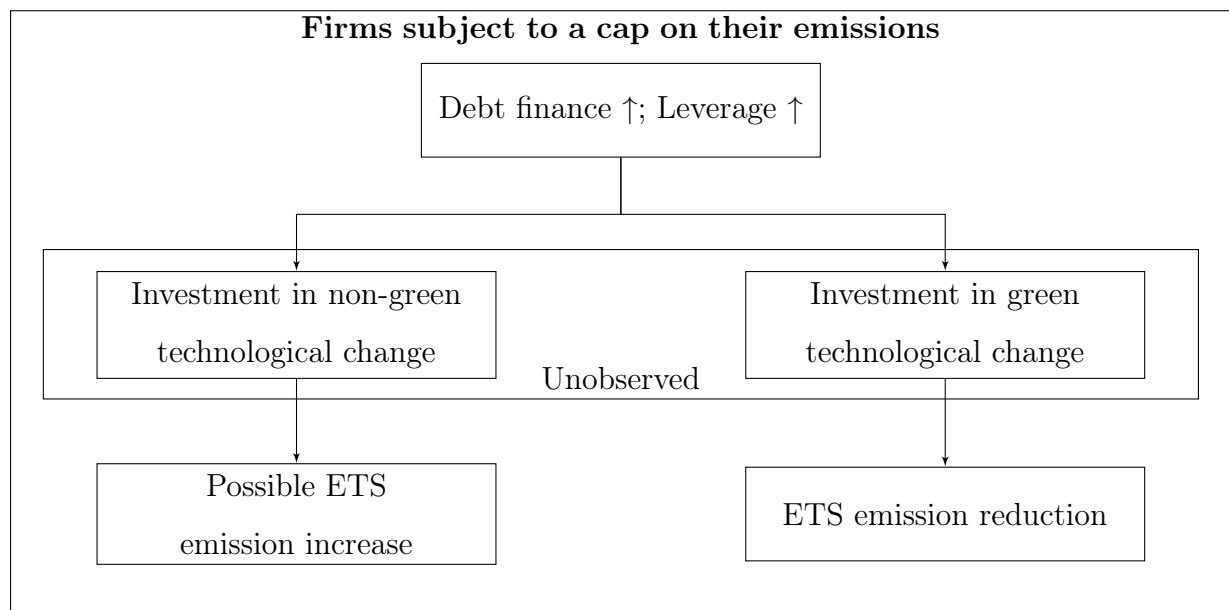 Firms subject to a cap on their emissions
Debt finance ↑; Leverage ↑
Investment in non-green
technological change
Investment in green
technological change
Unobserved
Possible ETS
emission increase
ETS emission reduction